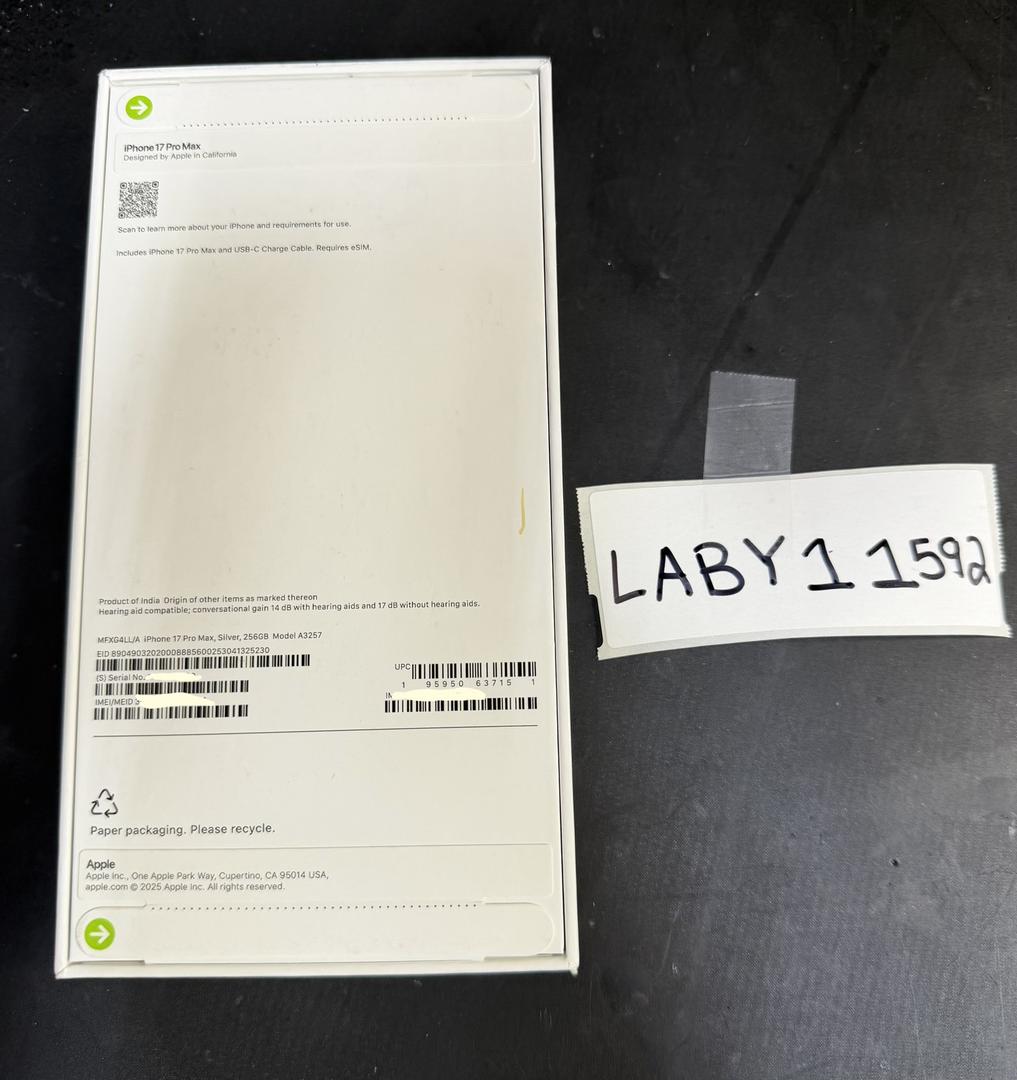 iPhone 17 Pro Max
Designed by Apple in California
Scan to learn more about your iPhone and requirements for use.
Includes iPhone 17 Pro Max and USB-C Charge Cable. Requires eSIM.
Product of India Origin of other items as marked thereon
Hearing aid compatible; conversational gain 14 dB with hearing aids and 17 dB without hearing aids.
MFXG4LL/A iPhone 17 Pro Max, Silver, 256GB Model A3257
EID 89049032020008885600253041325230
(S) Serial No.
IMEI/MEID
UPC
1 95950 63715 1
Paper packaging. Please recycle.
Apple
Apple Inc., One Apple Park Way, Cupertino, CA 95014 USA,
apple.com © 2025 Apple Inc. All rights reserved.
LABY11592